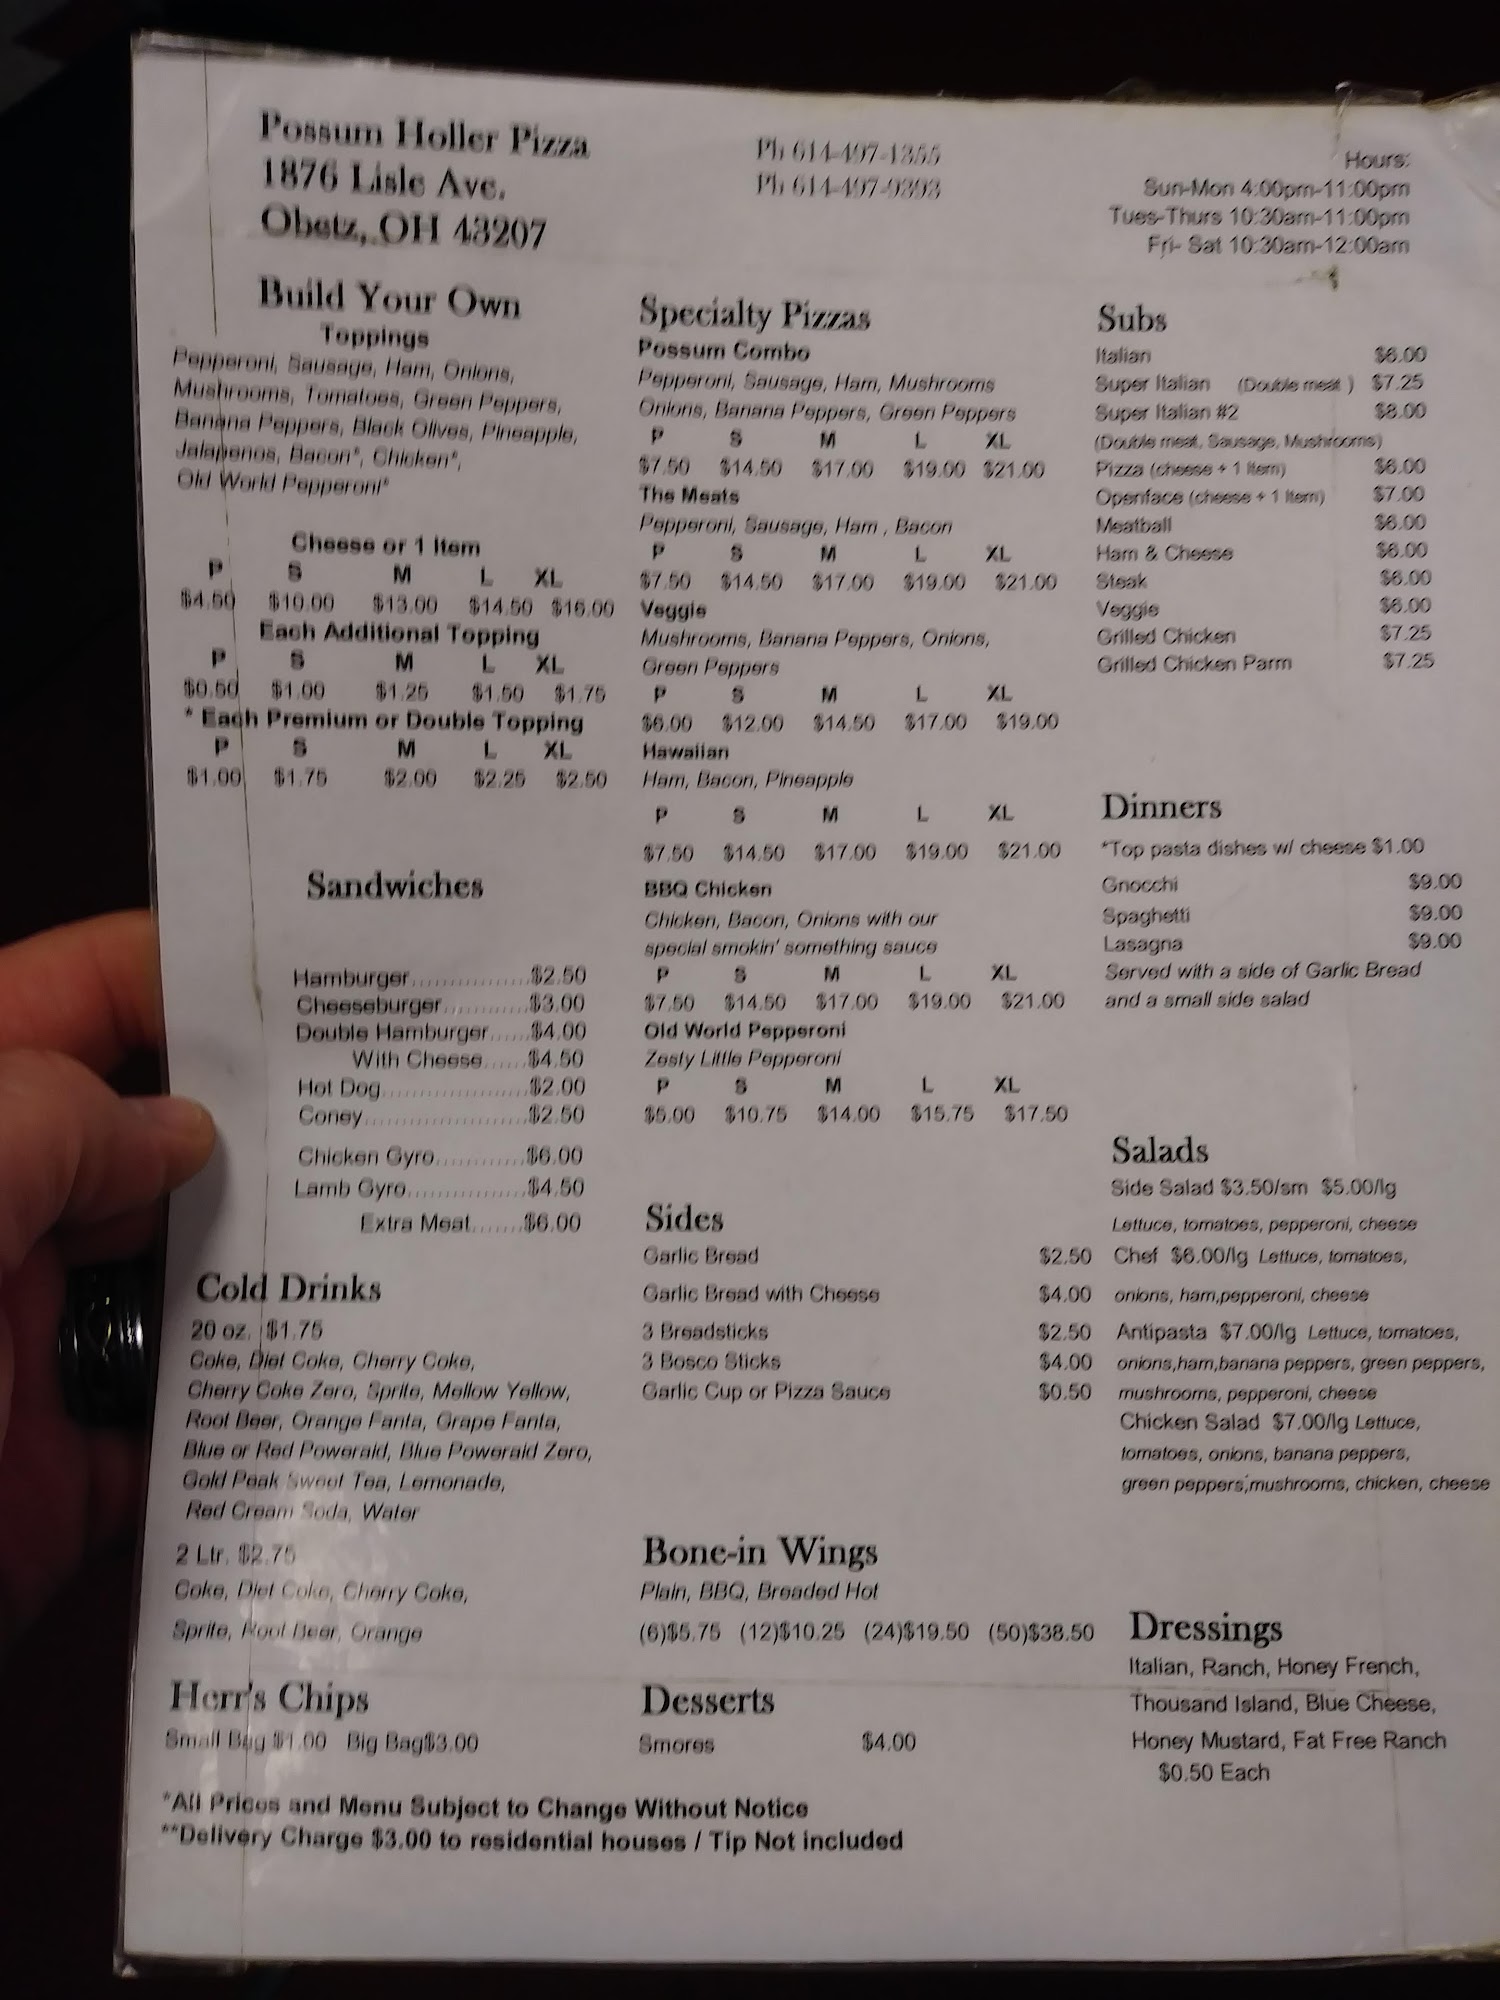 Possum Holler Pizza
1876 Lisle Ave.
Obetz, OH 43207
Ph 614-497-1355
Ph 614-497-9393
Hours:
Sun-Mon 4:00pm-11:00pm
Tues-Thurs 10:30am-11:00pm
Fri- Sat 10:30am-12:00am
Build Your Own
Toppings
Pepperoni, Sausage, Ham, Onions,
Mushrooms, Tomatoes, Green Peppers,
Banana Peppers, Black Olives, Pineapple,
Jalapenos, Bacon*, Chicken*,
Old World Pepperoni*
Cheese or 1 Item
P S M L XL
$4.50 $10.00 $13.00 $14.50 $16.00
Each Additional Topping
P S M L XL
$0.50 $1.00 $1.25 $1.50 $1.75
* Each Premium or Double Topping
P S M L XL
$1.00 $1.75 $2.00 $2.25 $2.50
Sandwiches
Hamburger................$2.50
Cheeseburger............$3.00
Double Hamburger......$4.00
With Cheese.......$4.50
Hot Dog....................$2.00
Coney.......................$2.50
Chicken Gyro.............$6.00
Lamb Gyro.................$4.50
Extra Meat.......$6.00
Cold Drinks
20 oz. $1.75
Coke, Diet Coke, Cherry Coke,
Cherry Coke Zero, Sprite, Mellow Yellow,
Root Beer, Orange Fanta, Grape Fanta,
Blue or Red Poweraid, Blue Poweraid Zero,
Gold Peak Sweet Tea, Lemonade,
Red Cream Soda, Water
2 Ltr. $2.75
Coke, Diet Coke, Cherry Coke,
Sprite, Root Beer, Orange
Herr's Chips
Small Bag $1.00 Big Bag$3.00
Specialty Pizzas
Possum Combo
Pepperoni, Sausage, Ham, Mushrooms
Onions, Banana Peppers, Green Peppers
P S M L XL
$7.50 $14.50 $17.00 $19.00 $21.00
The Meats
Pepperoni, Sausage, Ham , Bacon
P S M L XL
$7.50 $14.50 $17.00 $19.00 $21.00
Veggie
Mushrooms, Banana Peppers, Onions,
Green Peppers
P S M L XL
$6.00 $12.00 $14.50 $17.00 $19.00
Hawaiian
Ham, Bacon, Pineapple
P S M L XL
$7.50 $14.50 $17.00 $19.00 $21.00
BBQ Chicken
Chicken, Bacon, Onions with our
special smokin' something sauce
P S M L XL
$7.50 $14.50 $17.00 $19.00 $21.00
Old World Pepperoni
Zesty Little Pepperoni
P S M L XL
$5.00 $10.75 $14.00 $15.75 $17.50
Sides
Garlic Bread $2.50
Garlic Bread with Cheese $4.00
3 Breadsticks $2.50
3 Bosco Sticks $4.00
Garlic Cup or Pizza Sauce $0.50
Bone-in Wings
Plain, BBQ, Breaded Hot
(6)$5.75 (12)$10.25 (24)$19.50 (50)$38.50
Desserts
Smores $4.00
Subs
Italian $6.00
Super Italian (Double meat ) $7.25
Super Italian #2 $8.00
(Double meat, Sausage, Mushrooms)
Pizza (cheese + 1 Item) $6.00
Openface (cheese + 1 Item) $7.00
Meatball $6.00
Ham & Cheese $6.00
Steak $6.00
Veggie $6.00
Grilled Chicken $7.25
Grilled Chicken Parm $7.25
Dinners
*Top pasta dishes w/ cheese $1.00
Gnocchi $9.00
Spaghetti $9.00
Lasagna $9.00
Served with a side of Garlic Bread
and a small side salad
Salads
Side Salad $3.50/sm $5.00/lg
Lettuce, tomatoes, pepperoni, cheese
Chef $6.00/lg Lettuce, tomatoes,
onions, ham,pepperoni, cheese
Antipasta $7.00/lg Lettuce, tomatoes,
onions,ham,banana peppers, green peppers,
mushrooms, pepperoni, cheese
Chicken Salad $7.00/lg Lettuce,
tomatoes, onions, banana peppers,
green peppers,mushrooms, chicken, cheese
Dressings
Italian, Ranch, Honey French,
Thousand Island, Blue Cheese,
Honey Mustard, Fat Free Ranch
$0.50 Each
*All Prices and Menu Subject to Change Without Notice
**Delivery Charge $3.00 to residential houses / Tip Not included